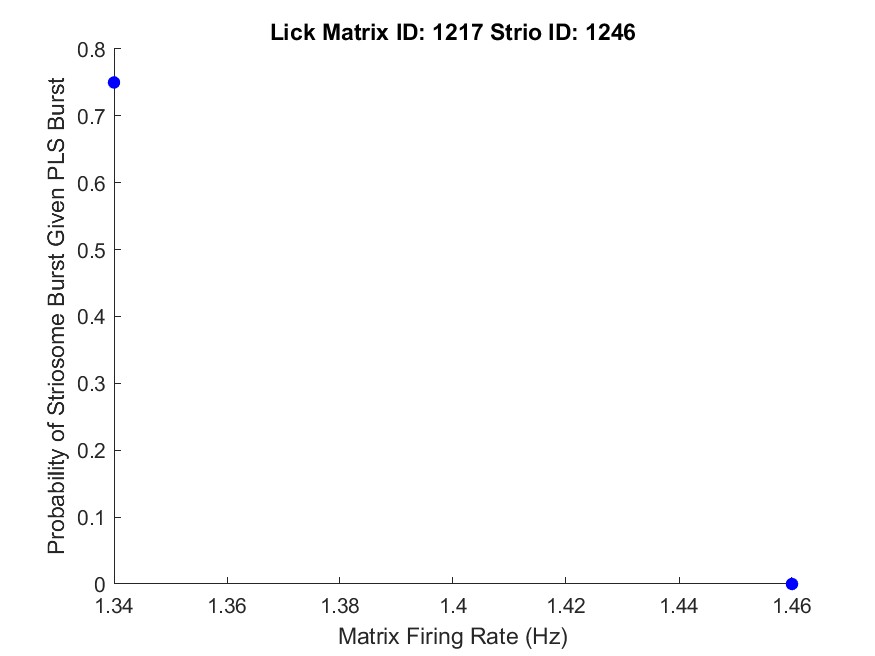 Lick Matrix ID: 1217 Strio ID: 1246
Probability of Striosome Burst Given PLS Burst
0.8
0.7
0.6
0.5
0.4
0.3
0.2
0.1
0
1.34 1.36 1.38 1.4 1.42 1.44 1.46
Matrix Firing Rate (Hz)